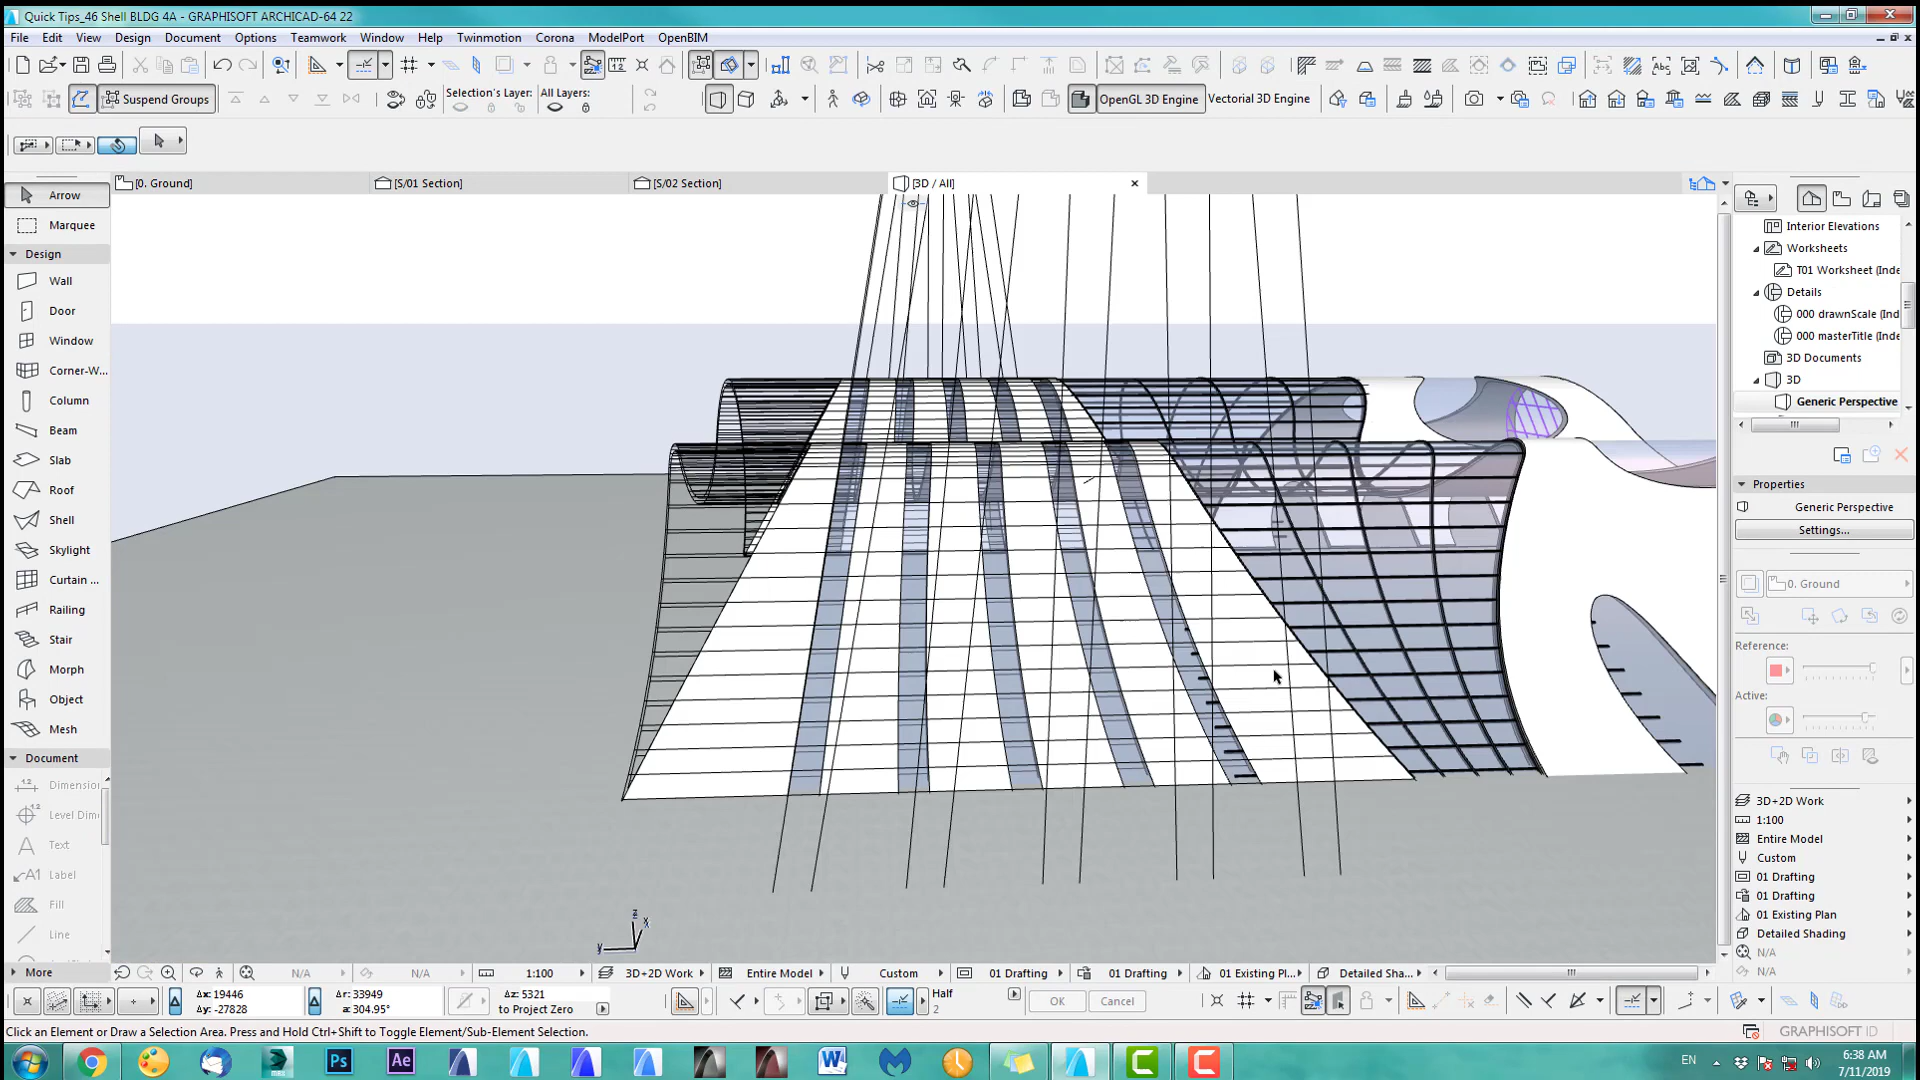 Quick Tips_46 Shell BLDG 4A - GRAPHISOFT ARCHICAD-64 22
File Edit View Design Document Options Teamwork Window Help Twinmotion Corona ModelPort OpenBIM
Suspend Groups
Selection's Layer:
All Layers:
OpenGL 3D Engine
Vectorial 3D Engine
[0. Ground]
[S/01 Section]
[S/02 Section]
[3D / All]
Arrow
Marquee
Design
Wall
Door
Window
Corner-W...
Column
Beam
Slab
Roof
Shell
Skylight
Curtain ...
Railing
Stair
Morph
Object
Mesh
Document
Dimensio
Level Dim
Text
Label
Fill
Line
More
Interior Elevations
Worksheets
T01 Worksheet (Inde
Details
000 drawnScale (Ind
000 masterTitle (Inde
3D Documents
3D
Generic Perspective
Properties
Generic Perspective
Settings...
0. Ground
Reference:
Active:
3D+2D Work
1:100
Entire Model
Custom
01 Drafting
01 Drafting
01 Existing Plan
Detailed Shading
N/A
N/A
z
x
y
N/A
N/A
1:100
3D+2D Work
Entire Model
Custom
01 Drafting
01 Drafting
01 Existing Pl...
Detailed Sha...
Δx: 19446
Δy: -27828
Δr: 33949
a: 304.95°
Δz: 5321
to Project Zero
Half
2
OK
Cancel
Click an Element or Draw a Selection Area. Press and Hold Ctrl+Shift to Toggle Element/Sub-Element Selection.
GRAPHISOFT ID
Ps
Ae
W
C
C
EN
6:38 AM
7/11/2019